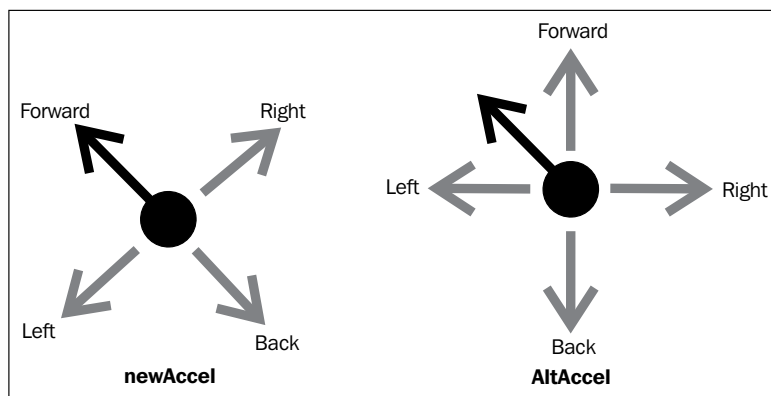 Forward
Right
Left
Back
newAccel
Forward
Left
Right
Back
AltAccel